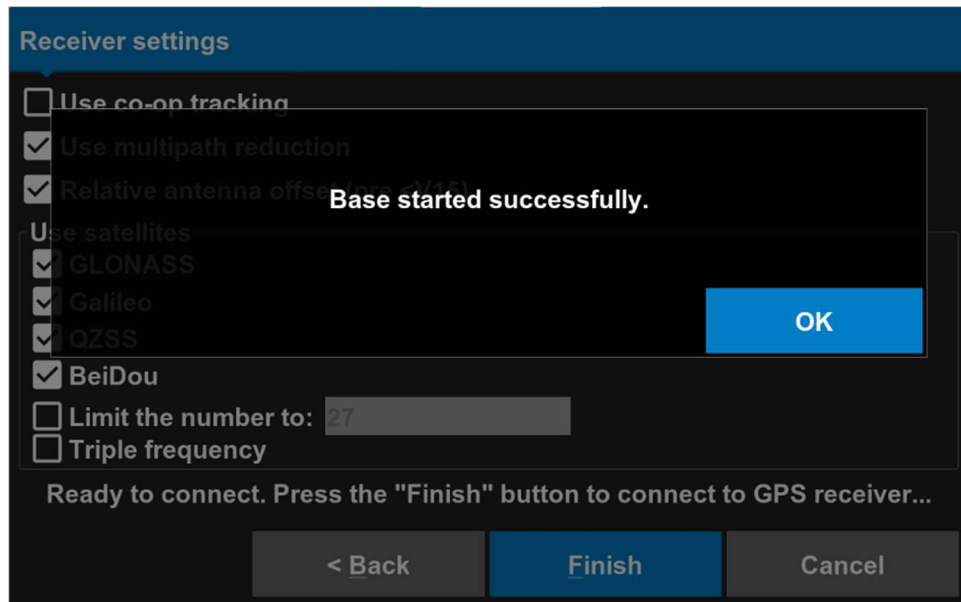 Receiver settings
Use co-op tracking
Use multipath reduction
Relative antenna offset (pre <V15)
Base started successfully.
Use satellites
GLONASS
Galileo
QZSS
OK
BeiDou
Limit the number to: 27
Triple frequency
Ready to connect. Press the "Finish" button to connect to GPS receiver...
< Back Finish Cancel